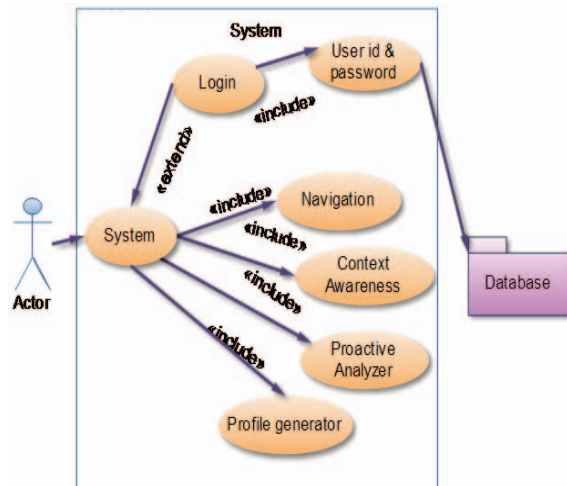 System
User id &
password
Login
«include»
«extend»
Navigation
«include»
System
«include»
Context
Awareness
«include»
Database
Actor
«include»
Proactive
Analyzer
Profile generator